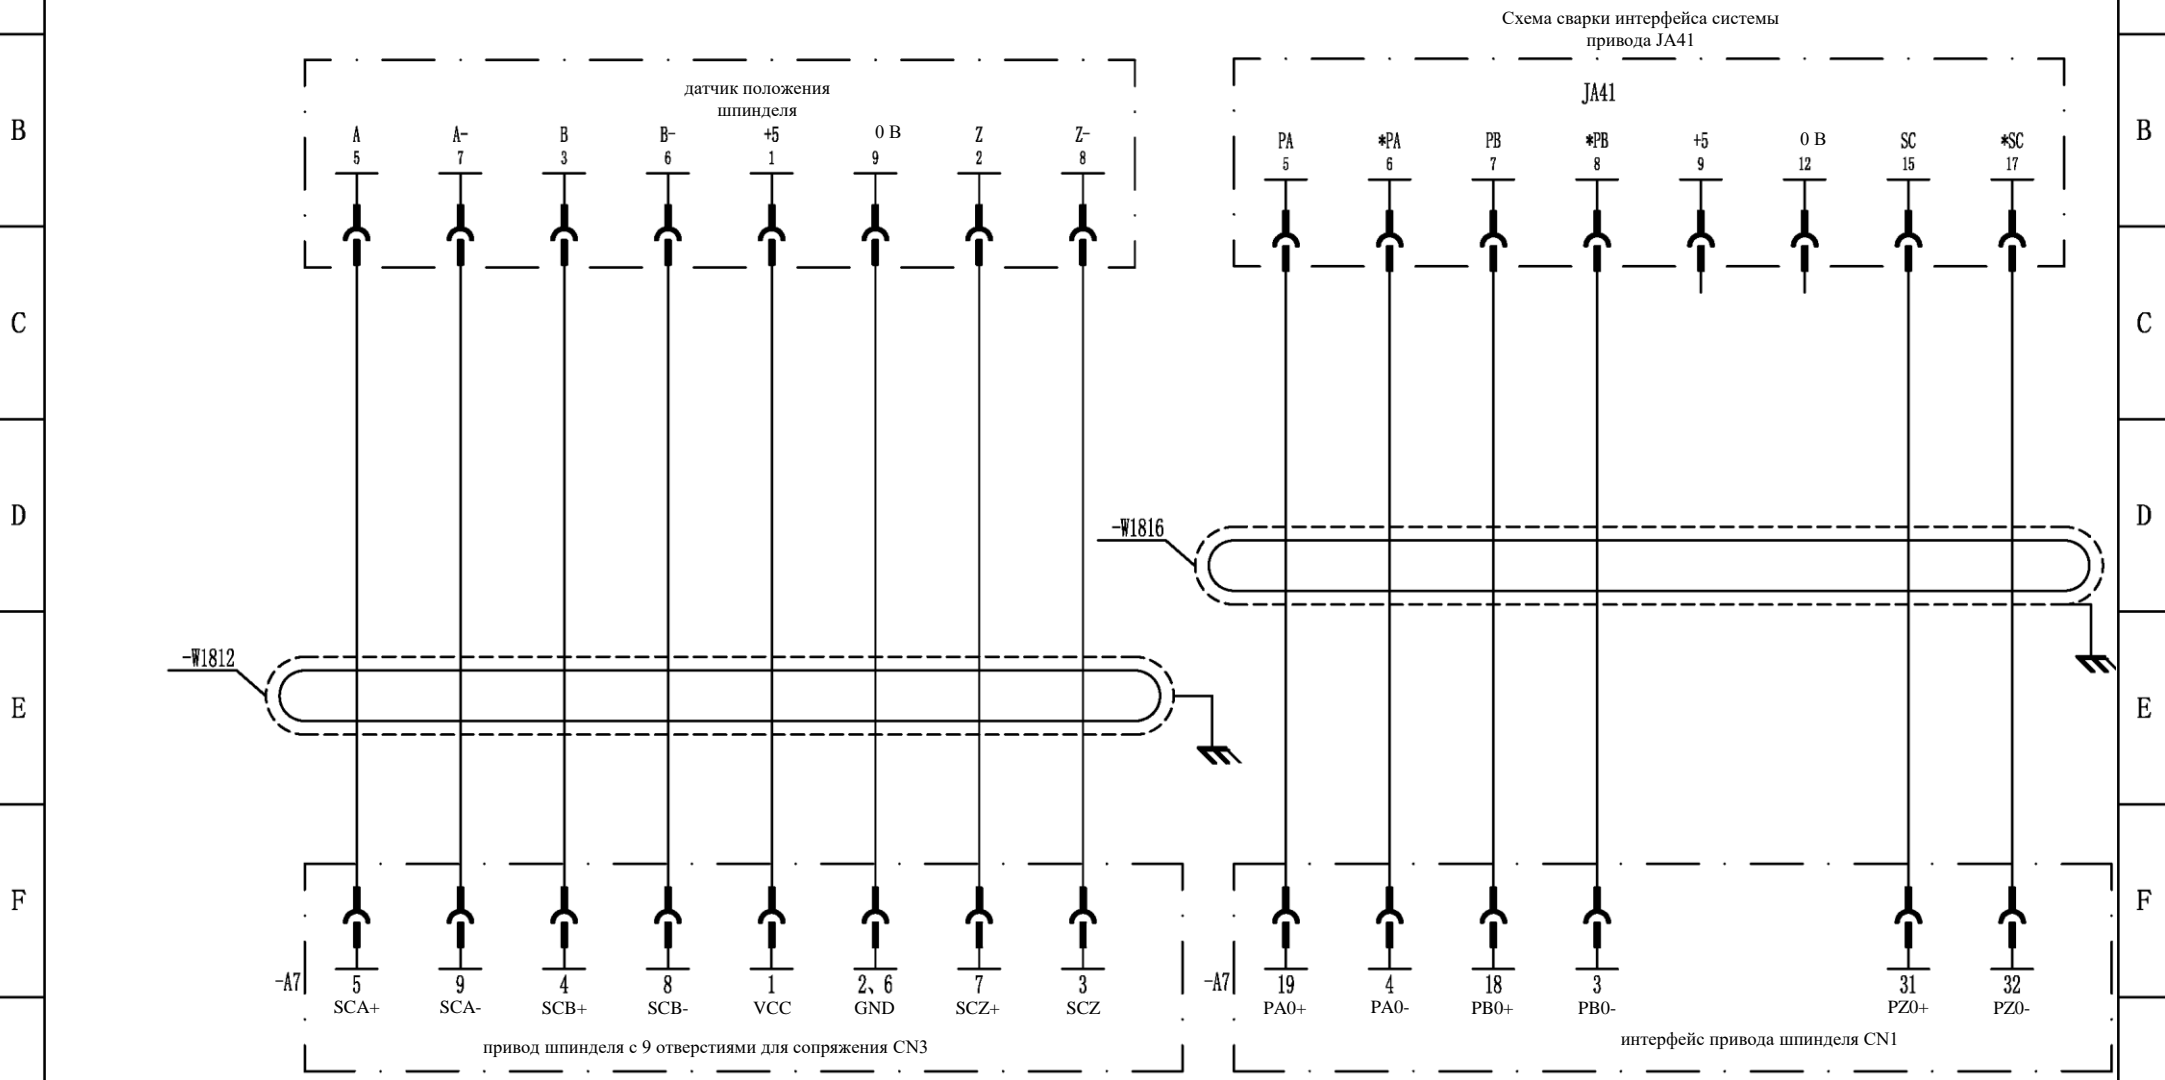 Схема сварки интерфейса системы
привода JA41
датчик положения
шпинделя
JA41
B
A A- B B- +5 0 В Z Z-
5 7 3 6 1 9 2 8
PA *PA PB *PB +5 0 В SC *SC
5 6 7 8 9 12 15 17
B
C
C
D
-W1816
D
-W1812
E
E
F
F
-A7
5 9 4 8 1 2、6 7 3
SCA+ SCA- SCB+ SCB- VCC GND SCZ+ SCZ
привод шпинделя с 9 отверстиями для сопряжения CN3
-A7
19 4 18 3 31 32
PA0+ PA0- PB0+ PB0- PZ0+ PZ0-
интерфейс привода шпинделя CN1